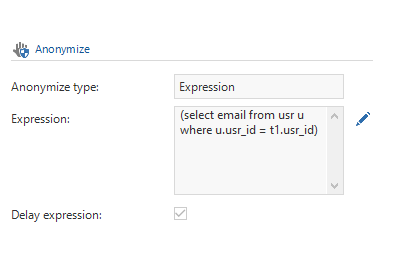 Anonymize
Anonymize type:
Expression
Expression:
(select email from usr u
where u.usr_id = t1.usr_id)
Delay expression: